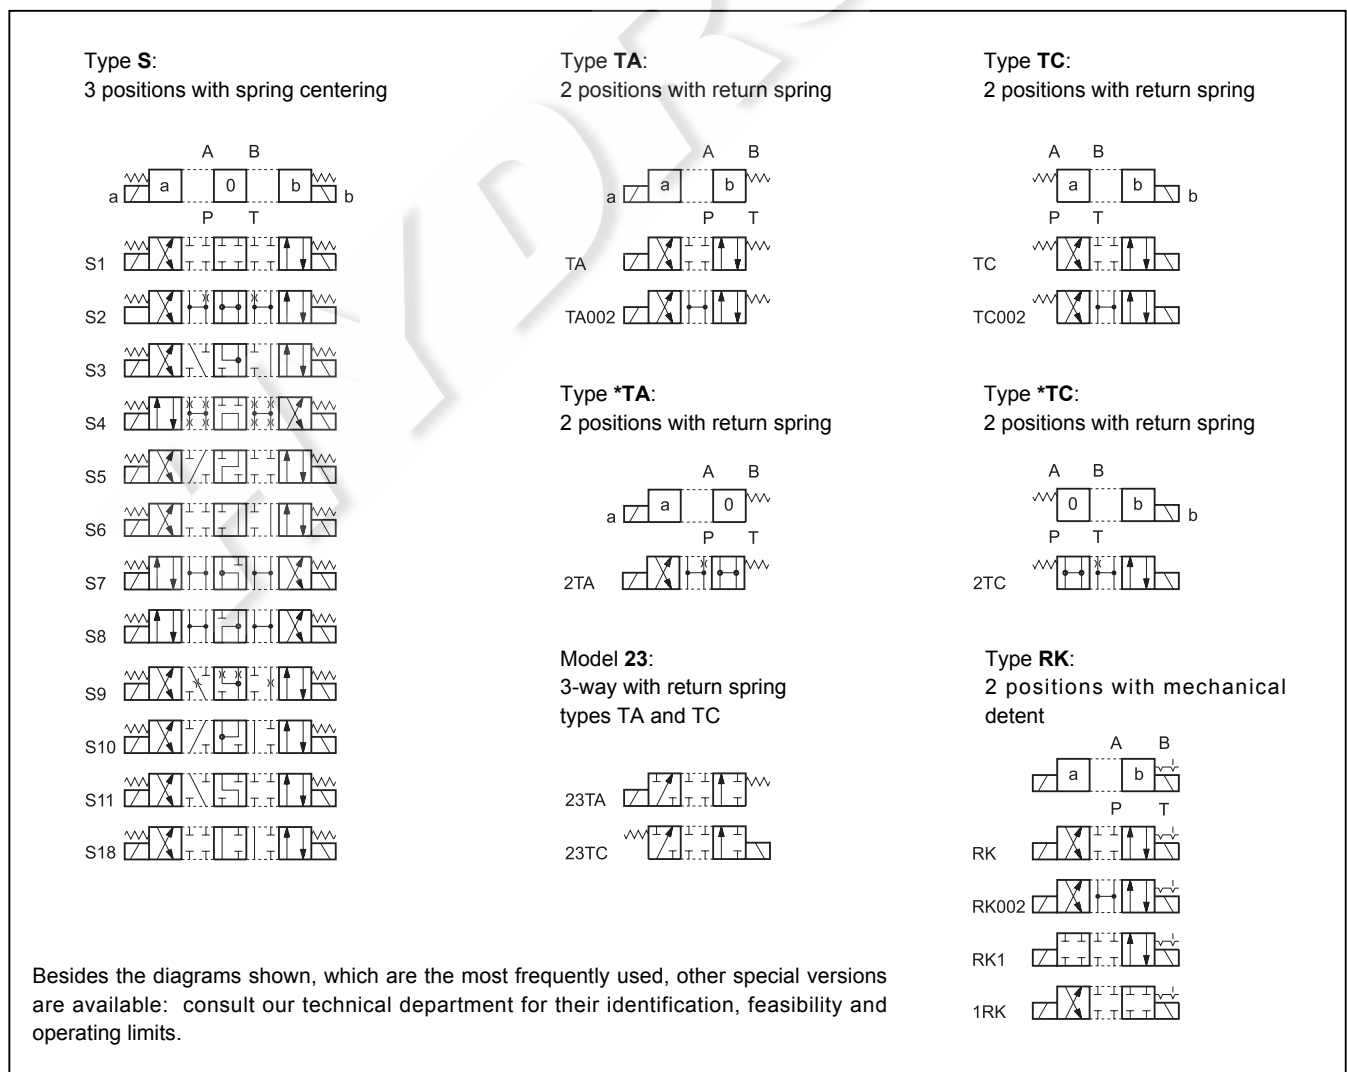 Type S:
3 positions with spring centering
A B
a a 0 b b
P T
S1
S2
S3
S4
S5
S6
S7
S8
S9
S10
S11
S18
Type TA:
2 positions with return spring
A B
a a b
P T
TA
TA002
Type TC:
2 positions with return spring
A B
a b b
P T
TC
TC002
Type *TA:
2 positions with return spring
A B
a a 0
P T
2TA
Type *TC:
2 positions with return spring
A B
0 b b
P T
2TC
Model 23:
3-way with return spring
types TA and TC
23TA
23TC
Type RK:
2 positions with mechanical
detent
A B
a b
P T
RK
RK002
RK1
1RK
Besides the diagrams shown, which are the most frequently used, other special versions
are available: consult our technical department for their identification, feasibility and
operating limits.
HYDR